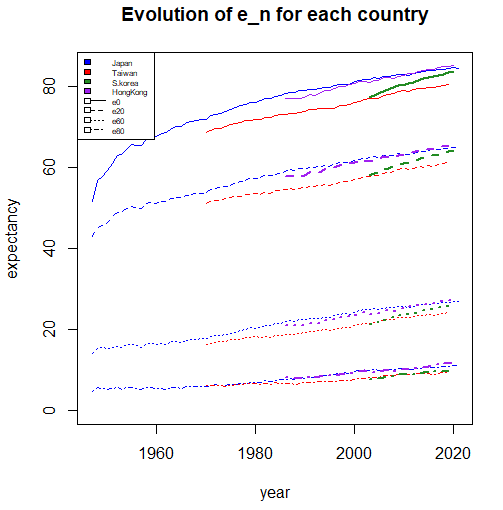 Evolution of e_n for each country
Japan
Taiwan
S.korea
HongKong
e0
e20
e60
e80
80
60
40
20
0
expectancy
1960
1980
2000
2020
year